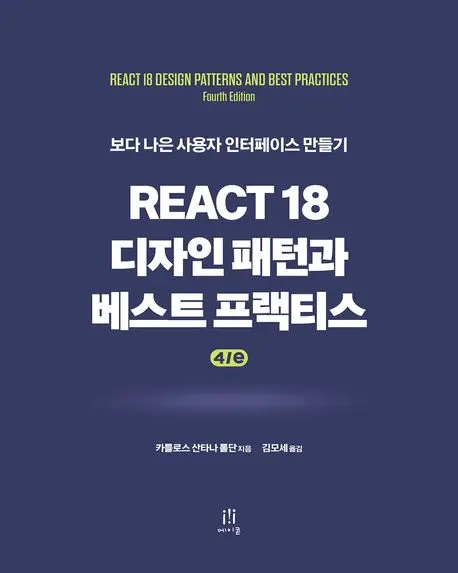 REACT 18 DESIGN PATTERNS AND BEST PRACTICES
Fourth Edition
보다 나은 사용자 인터페이스 만들기
REACT 18
디자인 패턴과
베스트 프랙티스
4/e
카를로스 산타나 롤단 지음 김모세 옮김
에이콘